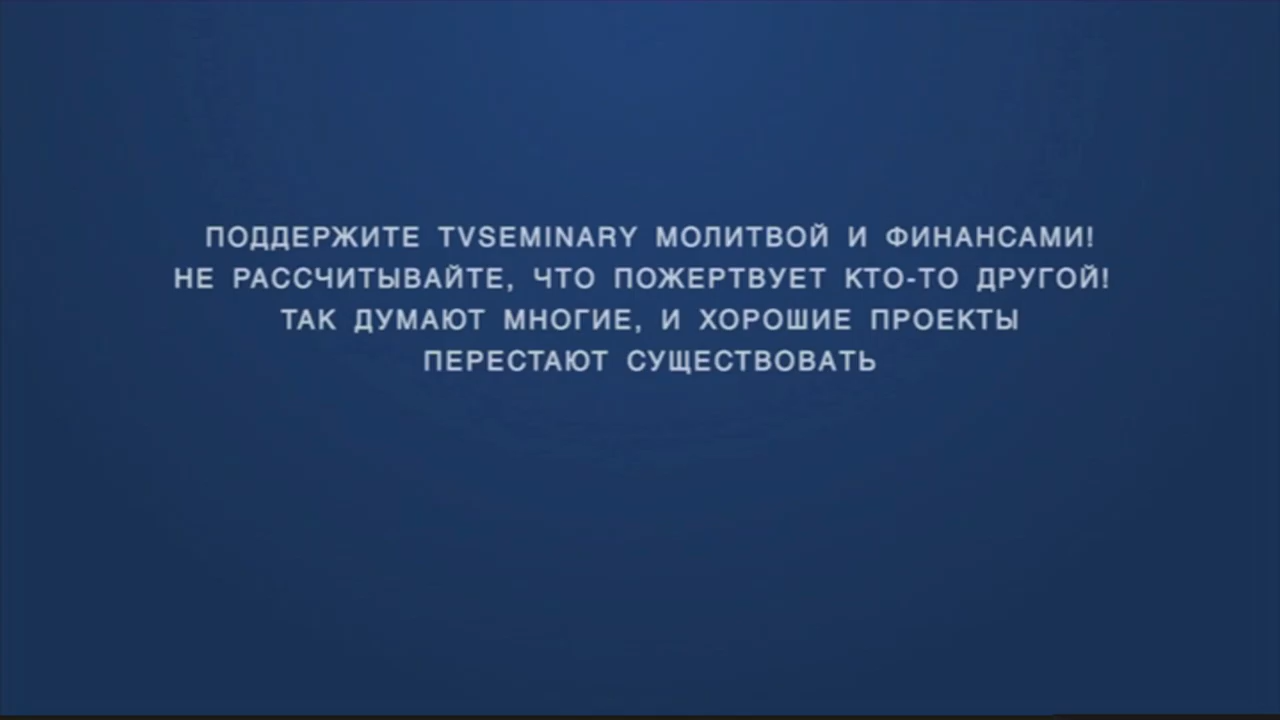 ПОДДЕРЖИТЕ TVSEMINARY МОЛИТВОЙ И ФИНАНСАМИ!
НЕ РАССЧИТЫВАЙТЕ, ЧТО ПОЖЕРТВУЕТ КТО-ТО ДРУГОЙ!
ТАК ДУМАЮТ МНОГИЕ, И ХОРОШИЕ ПРОЕКТЫ
ПЕРЕСТАЮТ СУЩЕСТВОВАТЬ